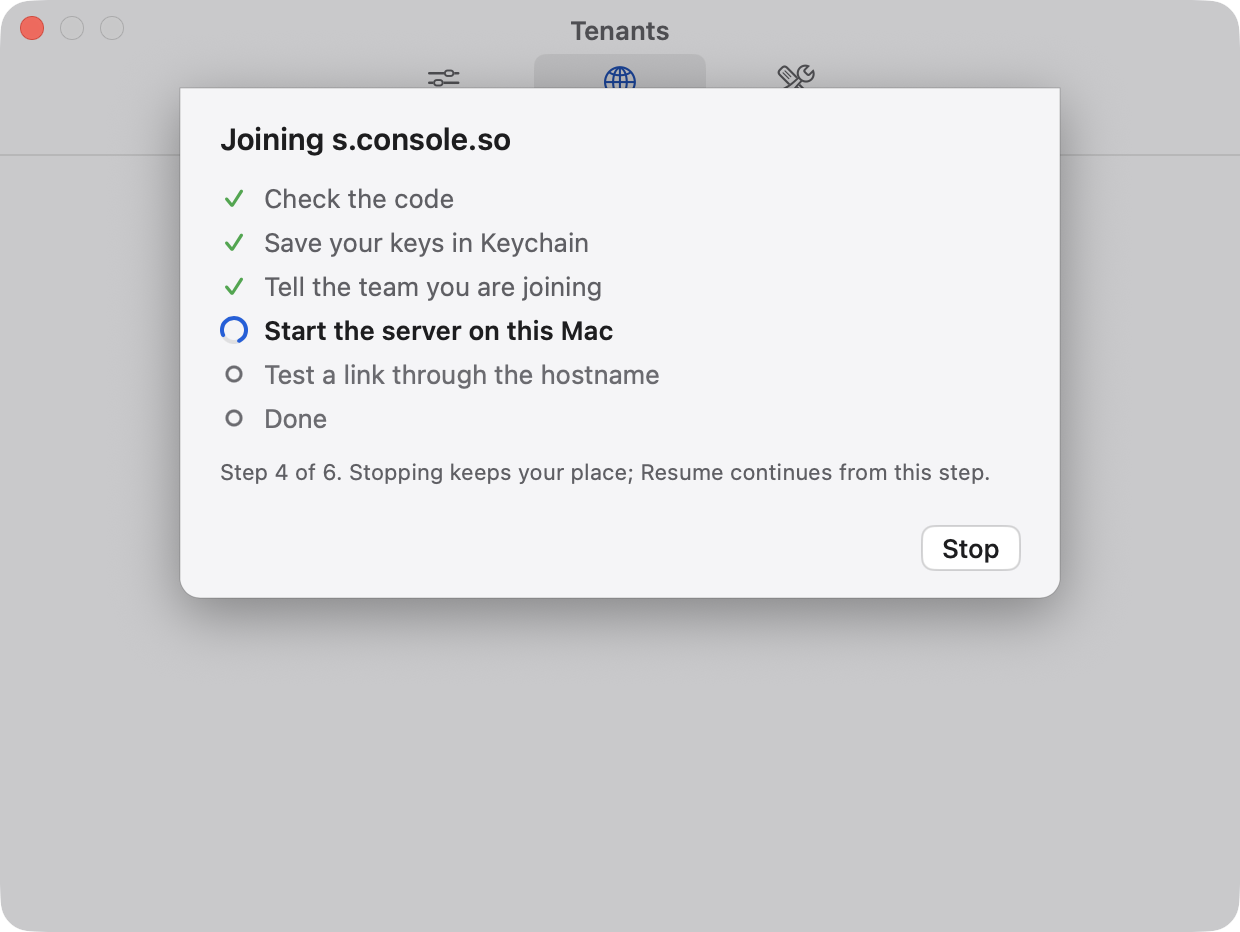 Tenants
Joining s.console.so
Check the code
Save your keys in Keychain
Tell the team you are joining
Start the server on this Mac
Test a link through the hostname
Done
Step 4 of 6. Stopping keeps your place; Resume continues from this step.
Stop